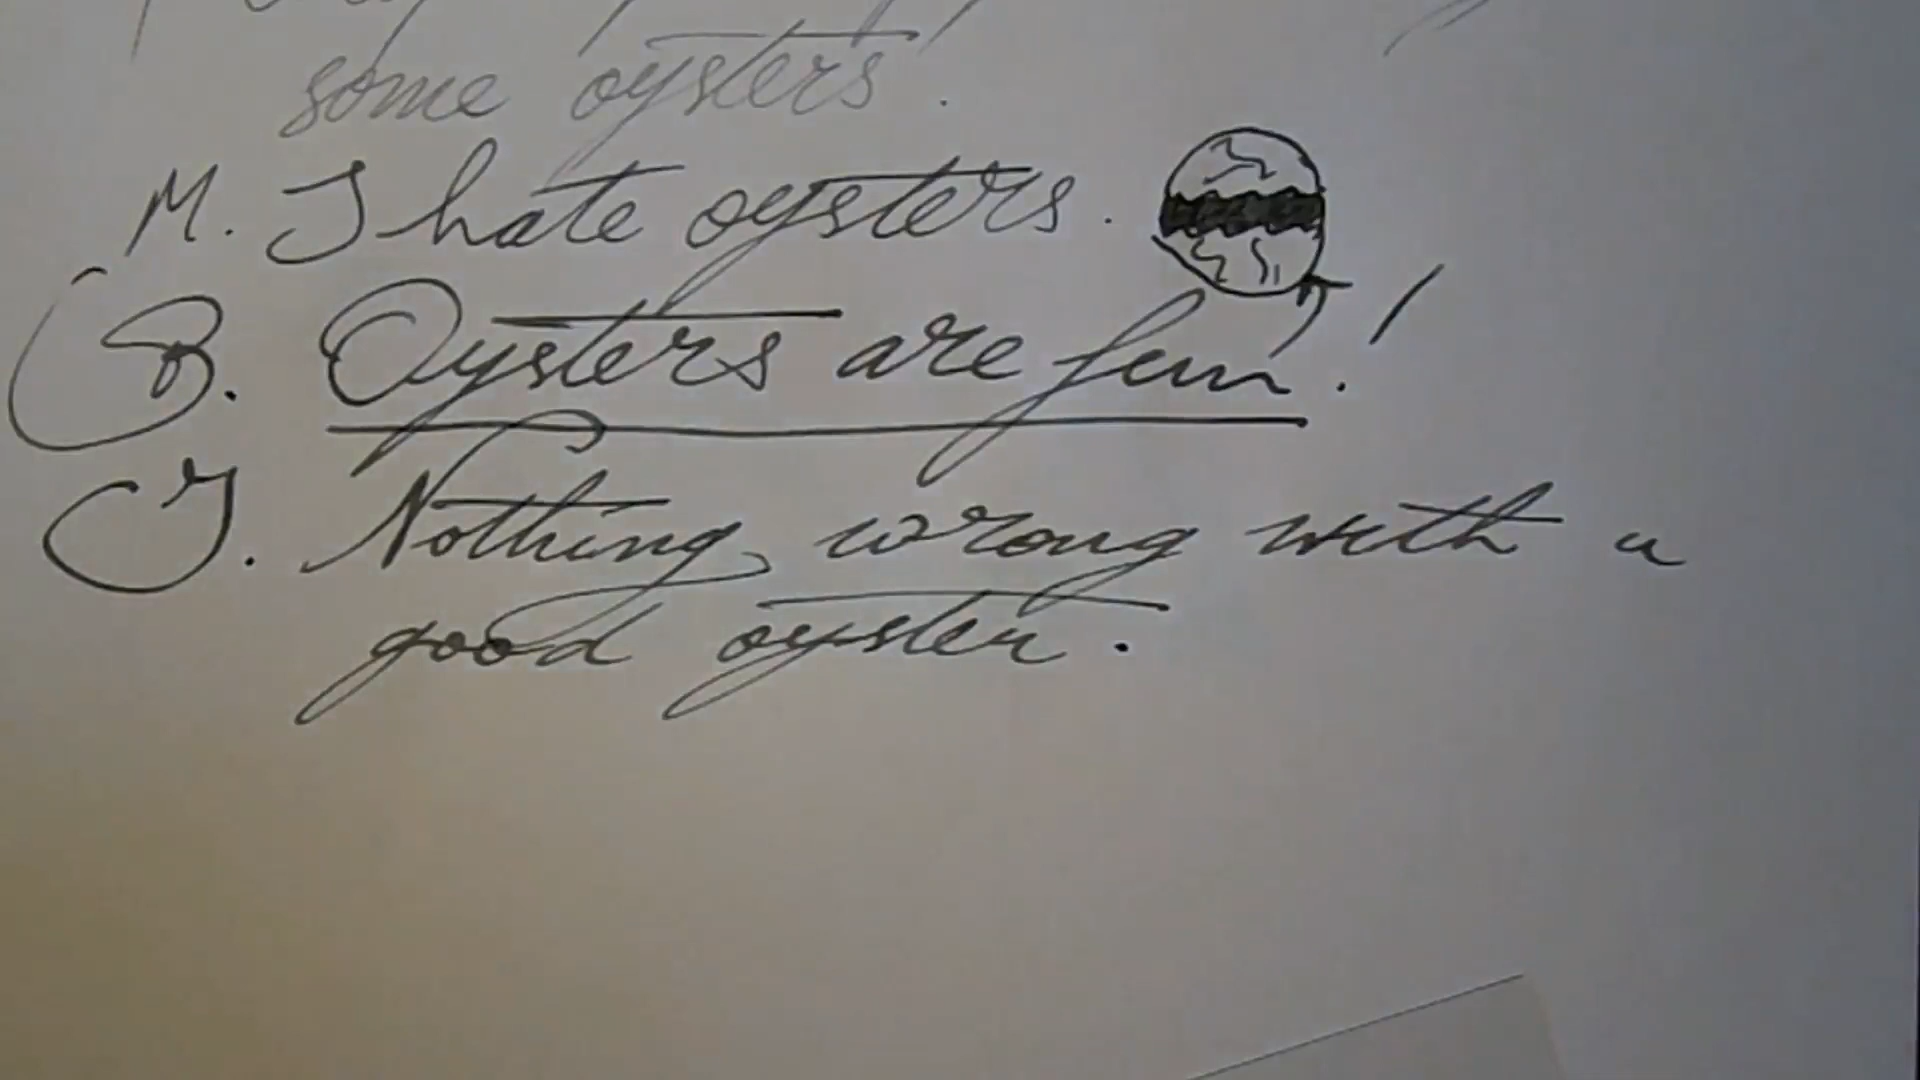 some oysters.
M. I hate oysters.
B. Oysters are fun!
J. Nothing wrong with a
good oyster.